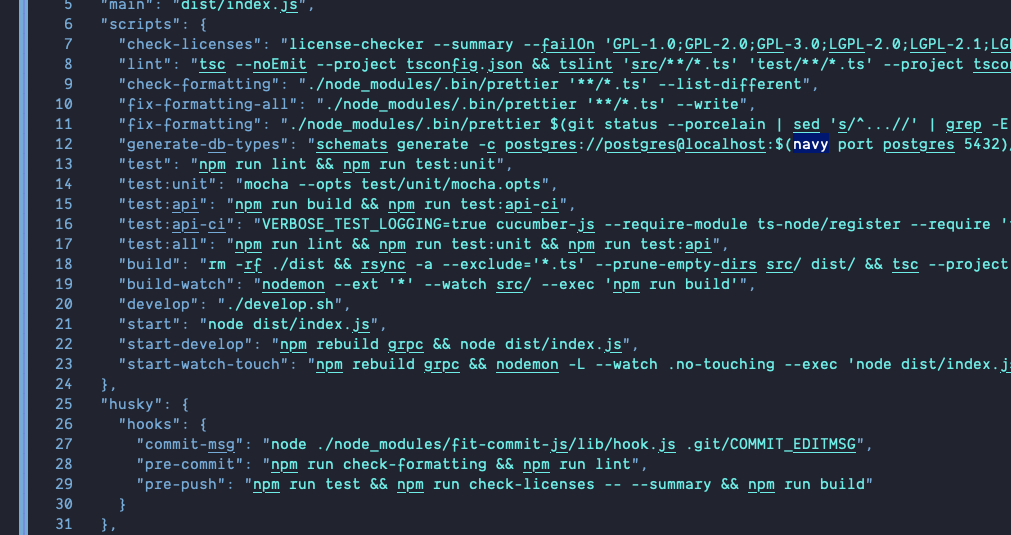 5 "main": "dist/index.js",
6 "scripts": {
7 "check-licenses": "license-checker --summary --failOn 'GPL-1.0;GPL-2.0;GPL-3.0;LGPL-2.0;LGPL-2.1;LG
8 "lint": "tsc --noEmit --project tsconfig.json && tslint 'src/**/*.ts' 'test/**/*.ts' --project tscon
9 "check-formatting": "./node_modules/.bin/prettier '**/*.ts' --list-different",
10 "fix-formatting-all": "./node_modules/.bin/prettier '**/*.ts' --write",
11 "fix-formatting": "./node_modules/.bin/prettier $(git status --porcelain | sed 's/^...//' | grep -E
12 "generate-db-types": "schemats generate -c postgres://postgres@localhost:$(navy port postgres 5432)
13 "test": "npm run lint && npm run test:unit",
14 "test:unit": "mocha --opts test/unit/mocha.opts",
15 "test:api": "npm run build && npm run test:api-ci",
16 "test:api-ci": "VERBOSE_TEST_LOGGING=true cucumber-js --require-module ts-node/register --require '
17 "test:all": "npm run lint && npm run test:unit && npm run test:api",
18 "build": "rm -rf ./dist && rsync -a --exclude='*.ts' --prune-empty-dirs src/ dist/ && tsc --project
19 "build-watch": "nodemon --ext '*' --watch src/ --exec 'npm run build'",
20 "develop": "./develop.sh",
21 "start": "node dist/index.js",
22 "start-develop": "npm rebuild grpc && node dist/index.js",
23 "start-watch-touch": "npm rebuild grpc && nodemon -L --watch .no-touching --exec 'node dist/index.js
24 },
25 "husky": {
26 "hooks": {
27 "commit-msg": "node ./node_modules/fit-commit-js/lib/hook.js .git/COMMIT_EDITMSG",
28 "pre-commit": "npm run check-formatting && npm run lint",
29 "pre-push": "npm run test && npm run check-licenses -- --summary && npm run build"
30 }
31 },